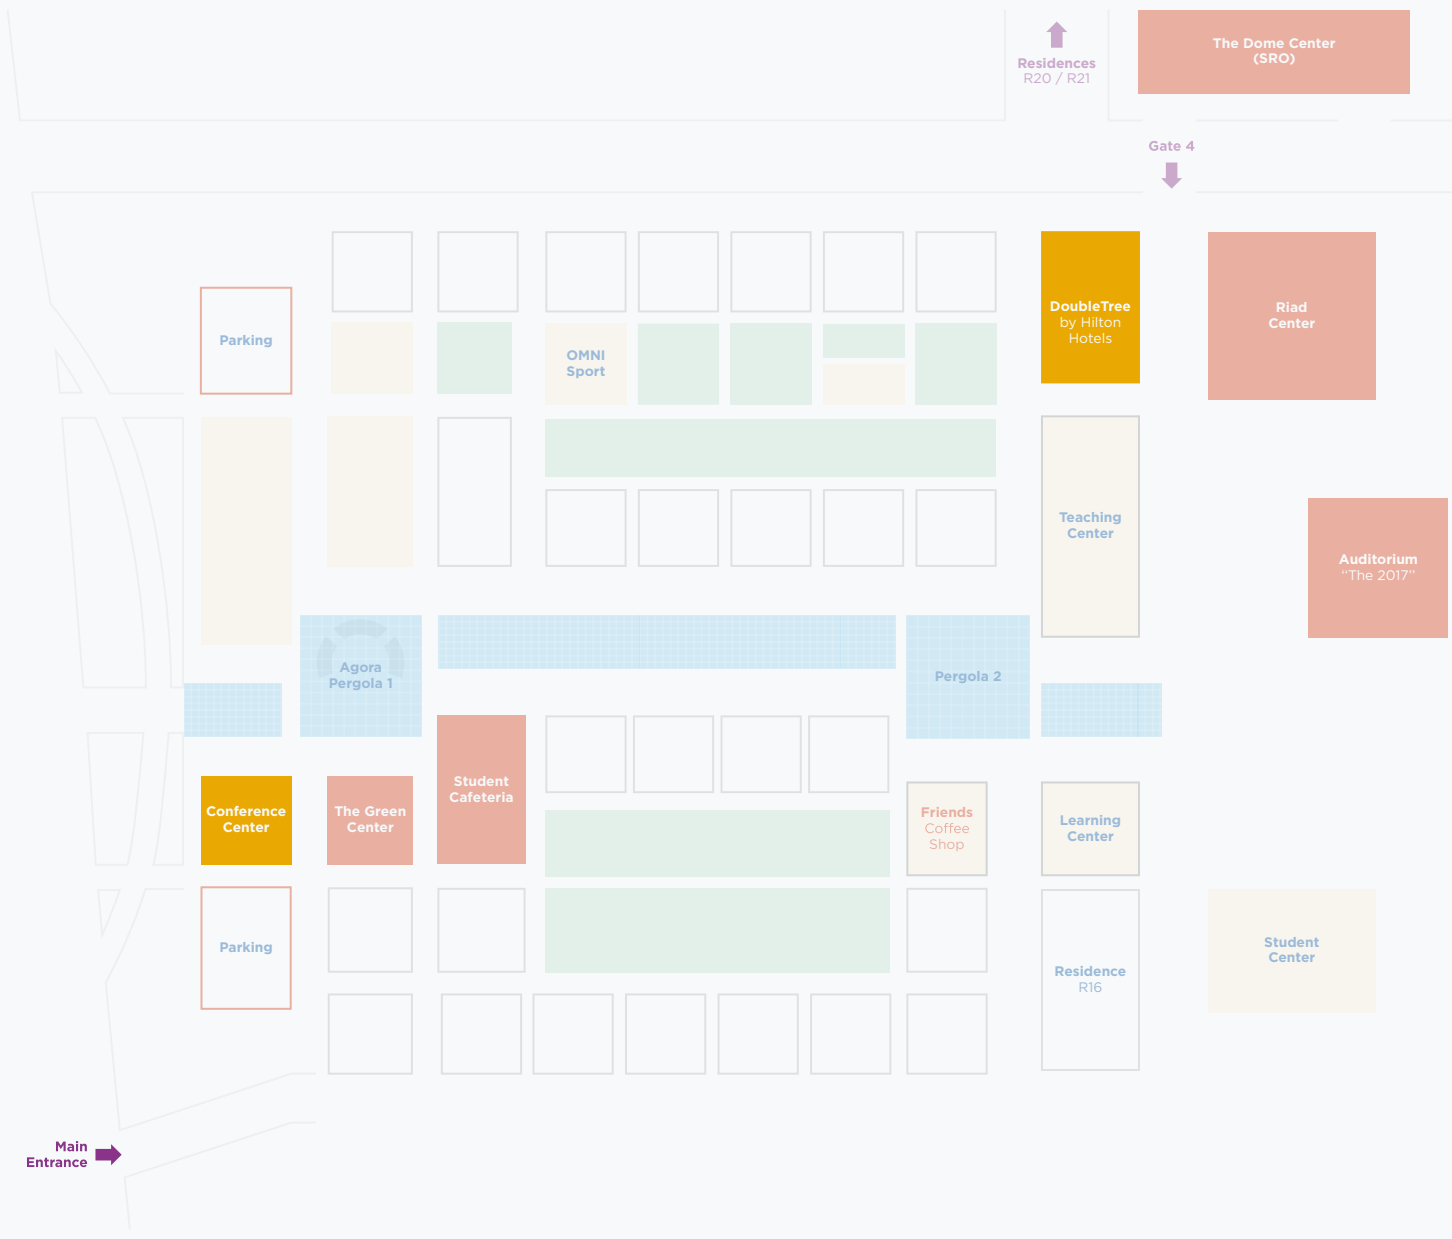 Residences
R20 / R21
The Dome Center
(SRO)
Gate 4
Parking
OMNI
Sport
DoubleTree
by Hilton
Hotels
Riad
Center
Teaching
Center
Auditorium
"The 2017"
Agora
Pergola 1
Pergola 2
Conference
Center
The Green
Center
Student
Cafeteria
Friends
Coffee
Shop
Learning
Center
Parking
Residence
R16
Student
Center
Main
Entrance